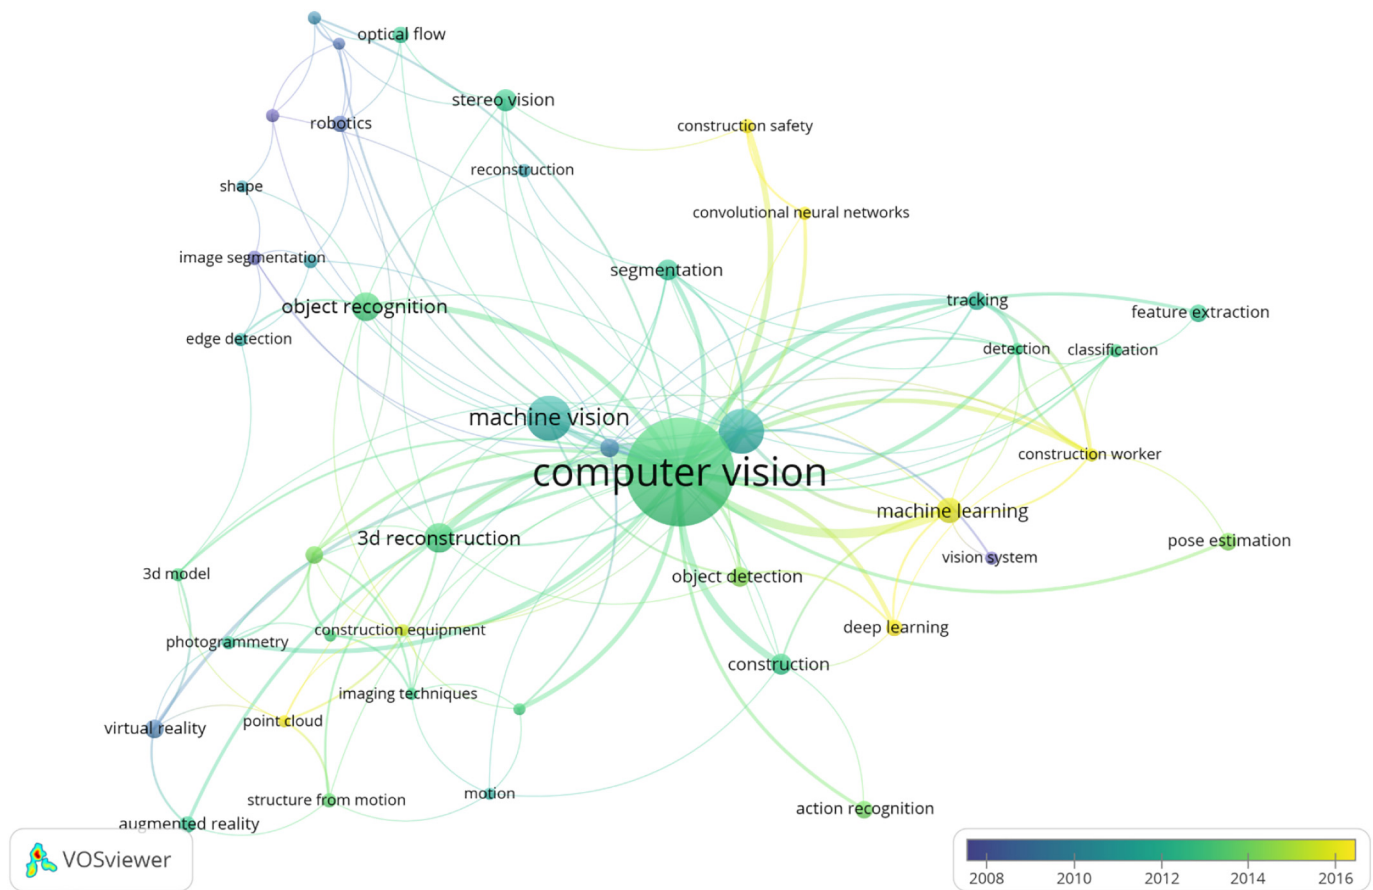 optical flow
stereo vision
construction safety
robotics
reconstruction
shape
convolutional neural networks
image segmentation
segmentation
object recognition
tracking
feature extraction
edge detection
detection
classification
machine vision
computer vision
construction worker
machine learning
3d reconstruction
pose estimation
vision system
3d model
object detection
construction equipment
deep learning
photogrammetry
construction
imaging techniques
virtual reality
point cloud
motion
structure from motion
action recognition
augmented reality
VOSviewer
2008 2010 2012 2014 2016